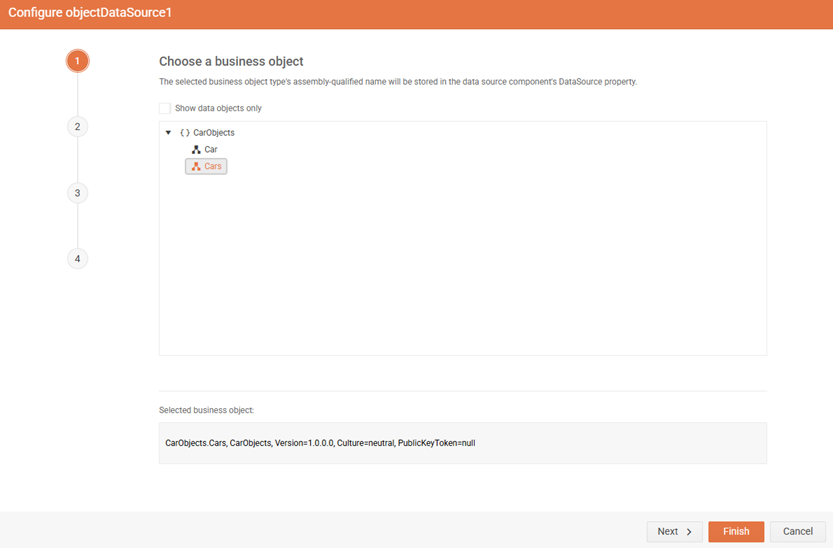 Configure objectDataSource1
1
Choose a business object
The selected business object type's assembly-qualified name will be stored in the data source component's DataSource property.
Show data objects only
{ } CarObjects
2
Car
Cars
3
4
Selected business object:
CarObjects.Cars, CarObjects, Version=1.0.0.0, Culture=neutral, PublicKeyToken=null
Next
Finish
Cancel